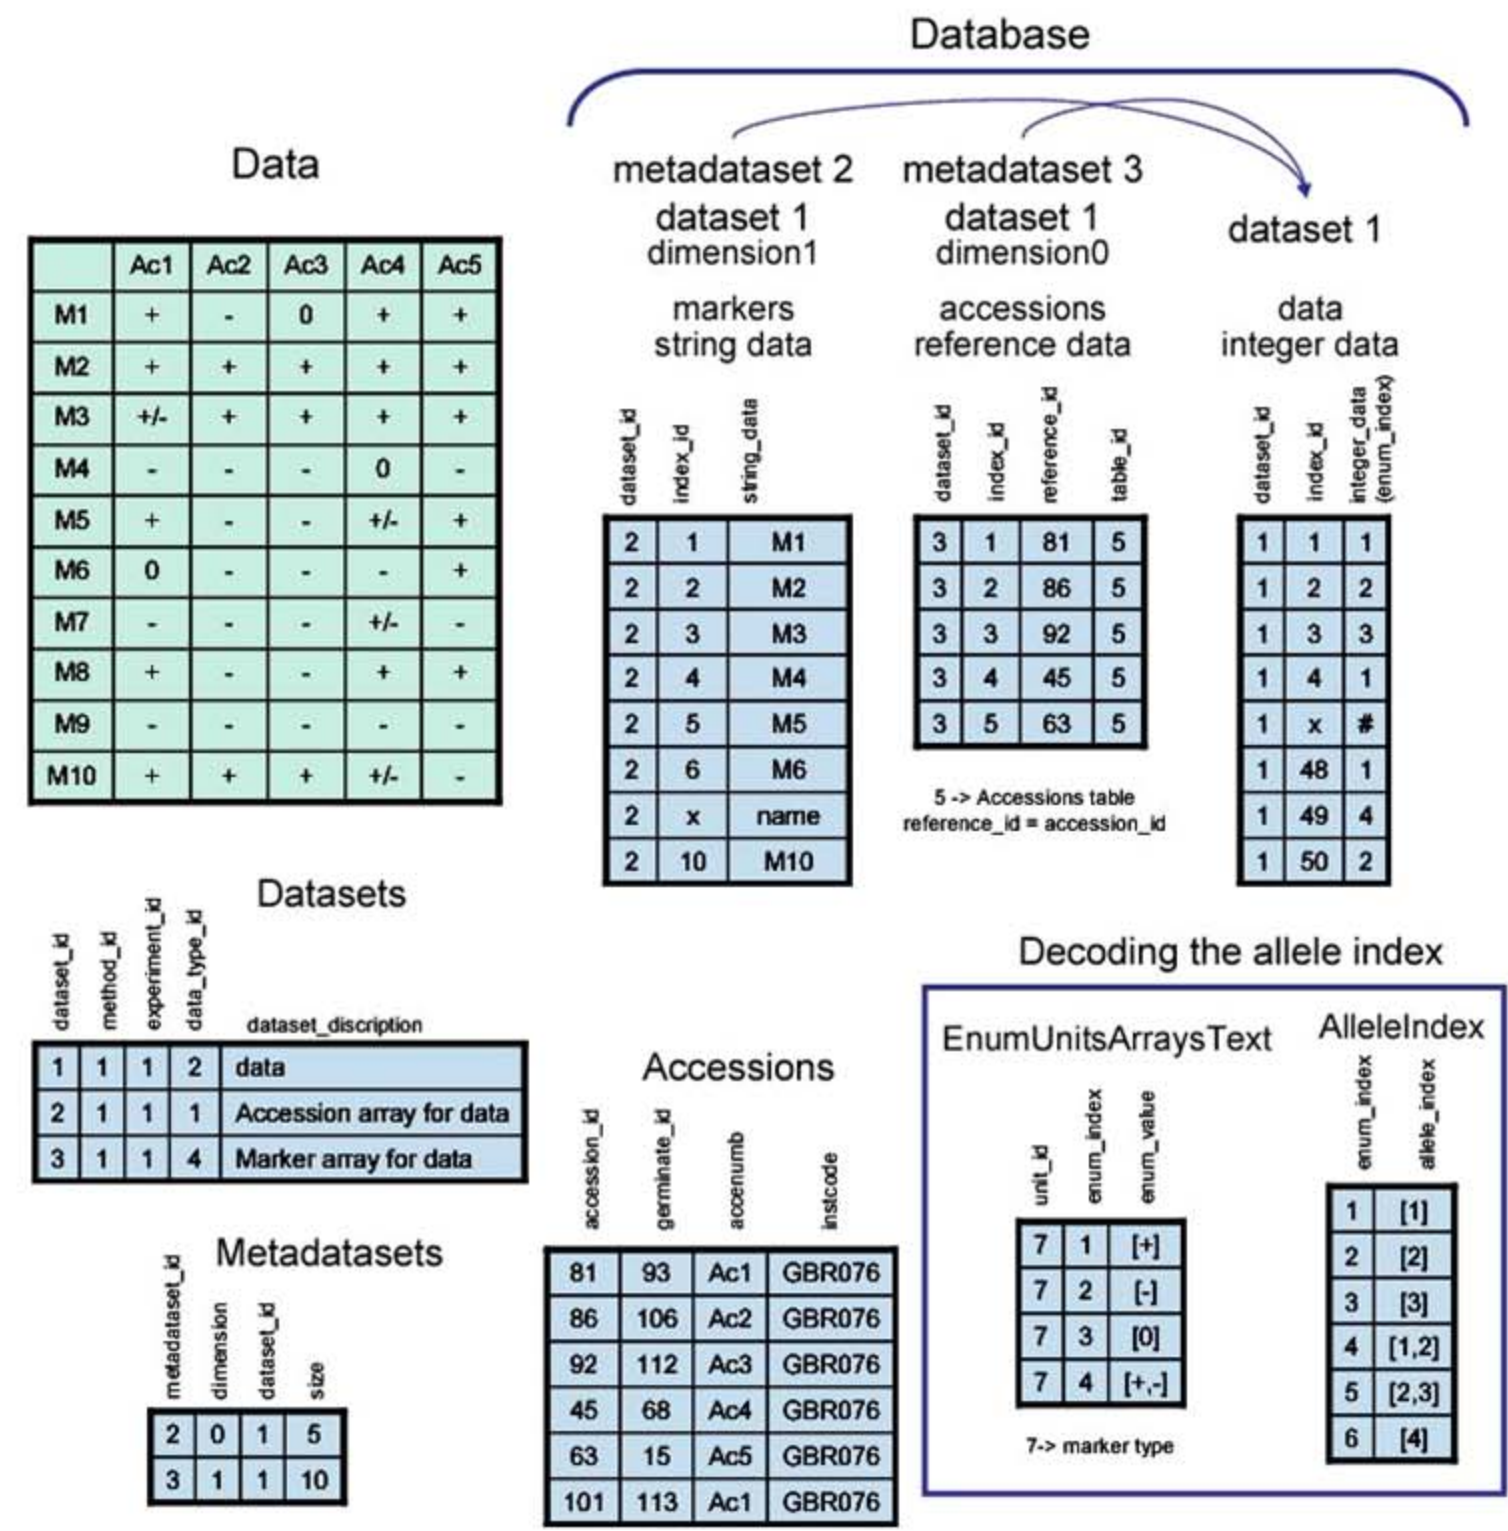 Database
Data
metadataset 2 metadataset 3
dataset 1 dataset 1 dataset 1
dimension1 dimension0
markers accessions data
string data reference data integer data
Ac1 Ac2 Ac3 Ac4 Ac5
M1 + - 0 + +
M2 + + + + +
M3 +/- + + + +
M4 - - - 0 -
M5 + - - +/- +
M6 0 - - - +
M7 - - - +/- -
M8 + - - + +
M9 - - - - -
M10 + + + +/- -
dataset_id index_id string_data
2 1 M1
2 2 M2
2 3 M3
2 4 M4
2 5 M5
2 6 M6
2 x name
2 10 M10
dataset_id index_id reference_id table_id
3 1 81 5
3 2 86 5
3 3 92 5
3 4 45 5
3 5 63 5
5 -> Accessions table
reference_id = accession_id
dataset_id index_id integer_data
(enum_index)
1 1 1
1 2 2
1 3 3
1 4 1
1 x #
1 48 1
1 49 4
1 50 2
Datasets
dataset_id method_id experiment_id data_type_id dataset_discription
1 1 1 2 data
2 1 1 1 Accession array for data
3 1 1 4 Marker array for data
Metadatasets
metadataset_id dimension dataset_id size
2 0 1 5
3 1 1 10
Accessions
accession_id germinate_id accenumb instcode
81 93 Ac1 GBR076
86 106 Ac2 GBR076
92 112 Ac3 GBR076
45 68 Ac4 GBR076
63 15 Ac5 GBR076
101 113 Ac1 GBR076
Decoding the allele index
EnumUnitsArraysText
unit_id enum_index enum_value
7 1 [+]
7 2 [-]
7 3 [0]
7 4 [+,-]
7-> marker type
AlleleIndex
enum_index allele_index
1 [1]
2 [2]
3 [3]
4 [1,2]
5 [2,3]
6 [4]